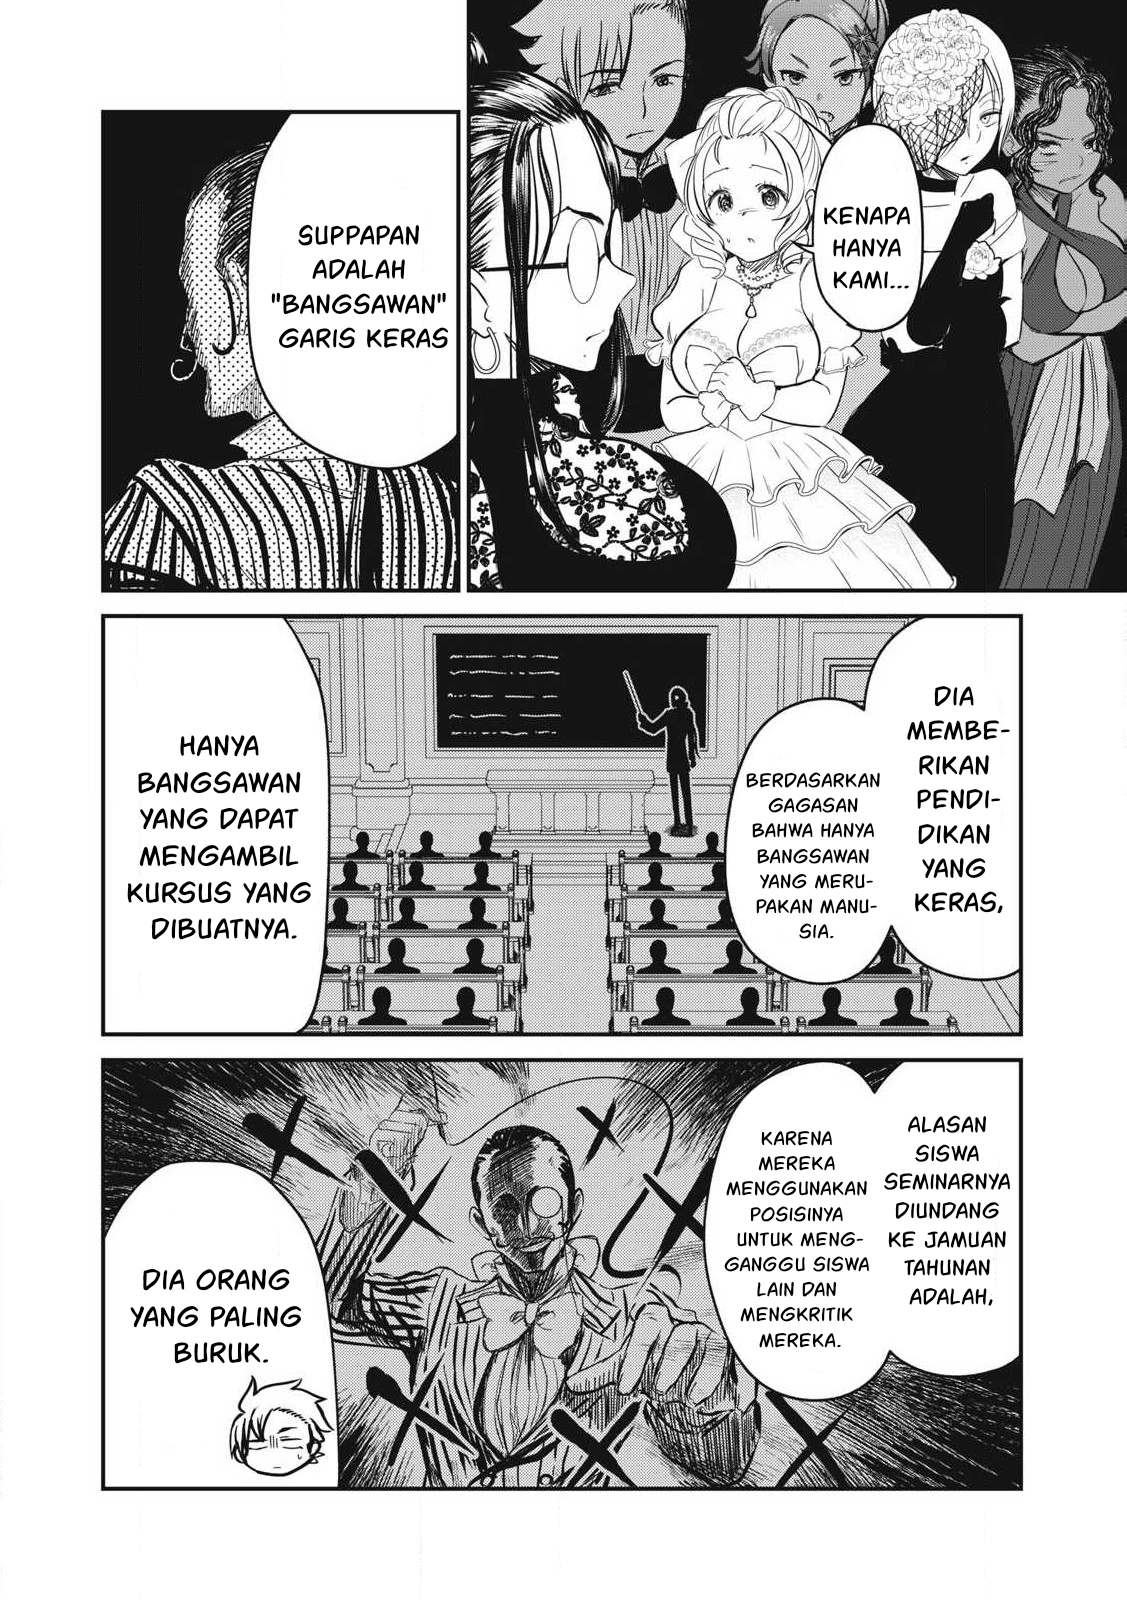 KENAPA
HANYA
KAMI...
SUPPAPAN
ADALAH
"BANGSAWAN"
GARIS KERAS
DIA
MEMBE-
RIKAN
PENDI-
DIKAN
YANG
KERAS,
BERDASARKAN
GAGASAN
BAHWA HANYA
BANGSAWAN
YANG MERU-
PAKAN MANU-
SIA.
HANYA
BANGSAWAN
YANG DAPAT
MENGAMBIL
KURSUS YANG
DIBUATNYA.
ALASAN
SISWA
SEMINARNYA
DIUNDANG
KE JAMUAN
TAHUNAN
ADALAH,
KARENA
MEREKA
MENGGUNAKAN
POSISINYA
UNTUK MENG-
GANGGU SISWA
LAIN DAN
MENGKRITIK
MEREKA.
DIA ORANG
YANG PALING
BURUK.